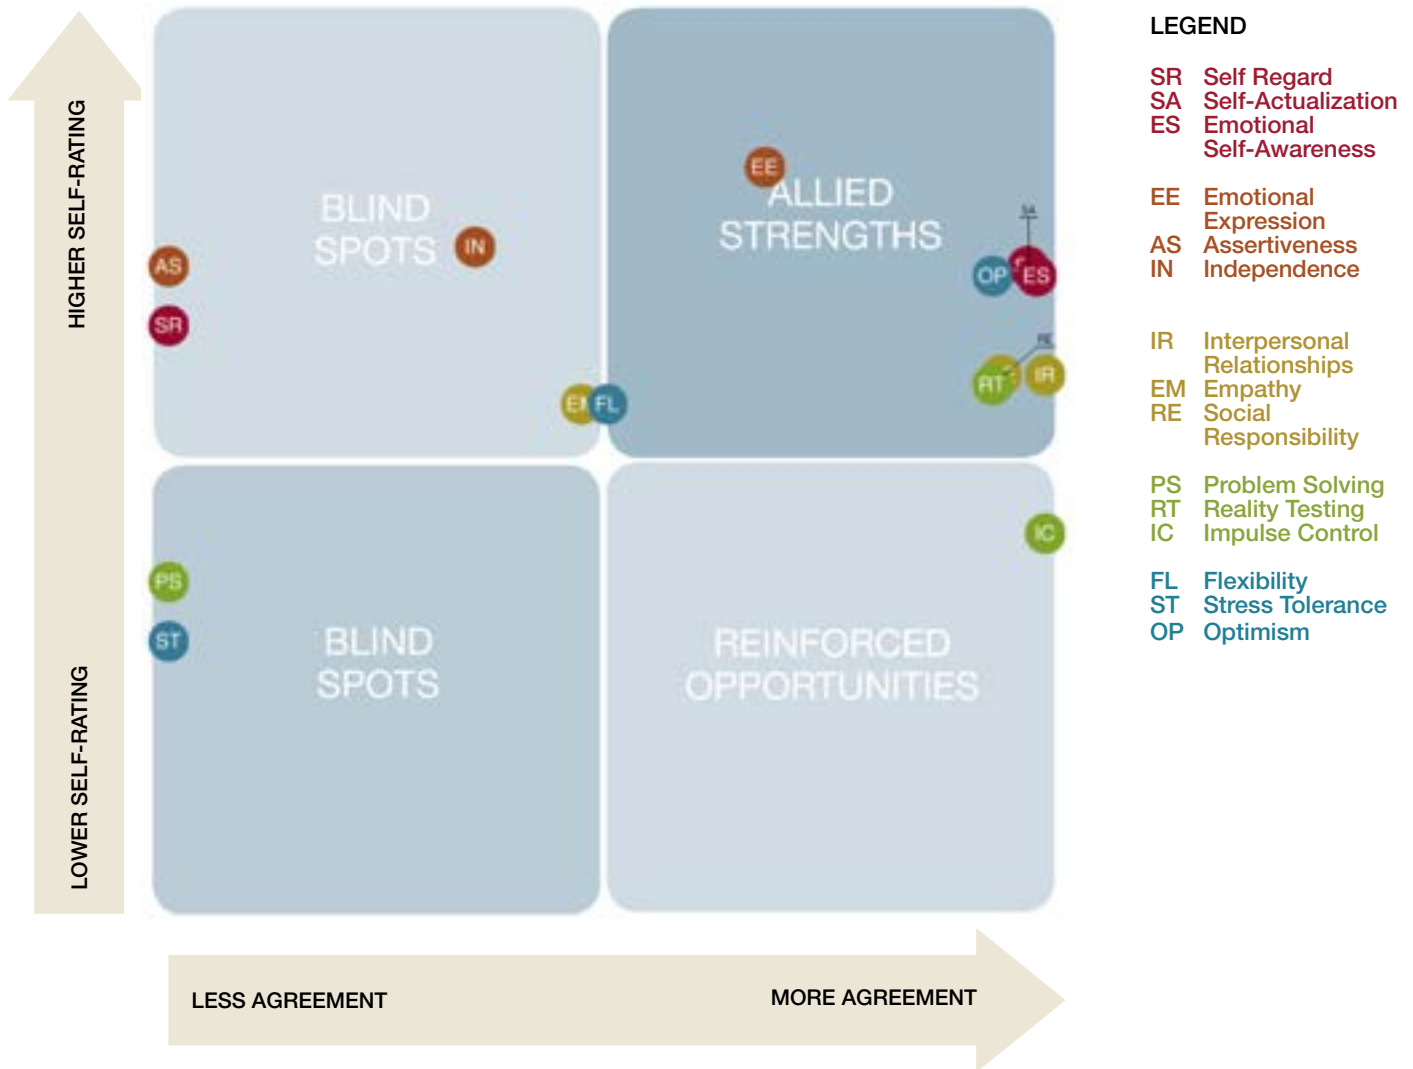 HIGHER SELF-RATING
LOWER SELF-RATING
BLIND
SPOTS
ALLIED
STRENGTHS
EE
IN
AS
SR
SA
OP
ES
RE
RT
IR
FL
BLIND
SPOTS
REINFORCED
OPPORTUNITIES
IC
PS
ST
LESS AGREEMENT
MORE AGREEMENT
LEGEND
SR Self Regard
SA Self-Actualization
ES Emotional
Self-Awareness
EE Emotional
Expression
AS Assertiveness
IN Independence
IR Interpersonal
Relationships
EM Empathy
RE Social
Responsibility
PS Problem Solving
RT Reality Testing
IC Impulse Control
FL Flexibility
ST Stress Tolerance
OP Optimism